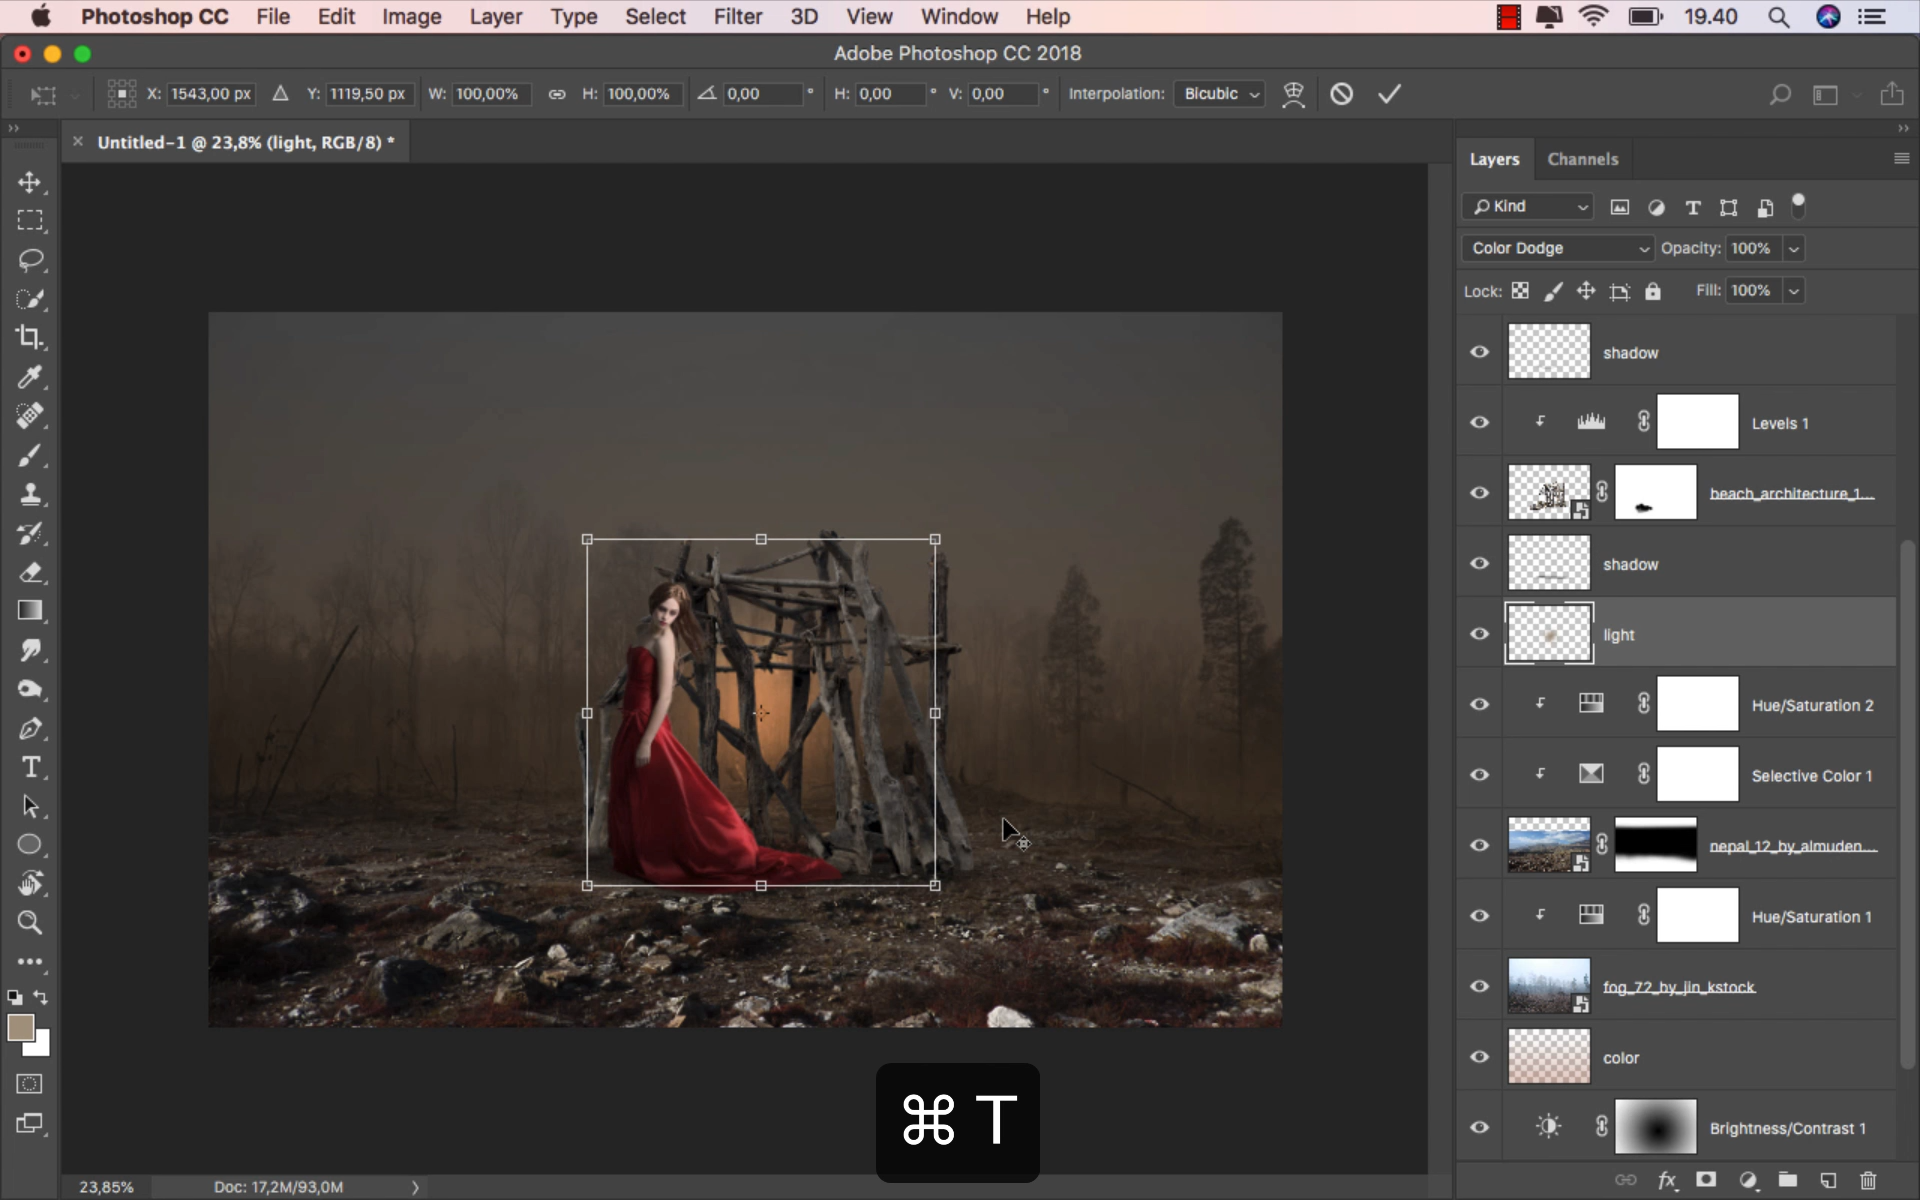 Photoshop CC File Edit Image Layer Type Select Filter 3D View Window Help 19.40
Adobe Photoshop CC 2018
X: 1543,00 px Y: 1119,50 px W: 100,00% H: 100,00% 0,00 ° H: 0,00 ° V: 0,00 ° Interpolation: Bicubic
Untitled-1 @ 23,8% (light, RGB/8) *
Layers Channels
Kind
Color Dodge Opacity: 100%
Lock: Fill: 100%
shadow
Levels 1
beach_architecture_1...
shadow
light
Hue/Saturation 2
Selective Color 1
nepal_12_by_almuden...
Hue/Saturation 1
fog_72_by_jin_kstock
color
Brightness/Contrast 1
⌘ T
23,85% Doc: 17,2M/93,0M
fx